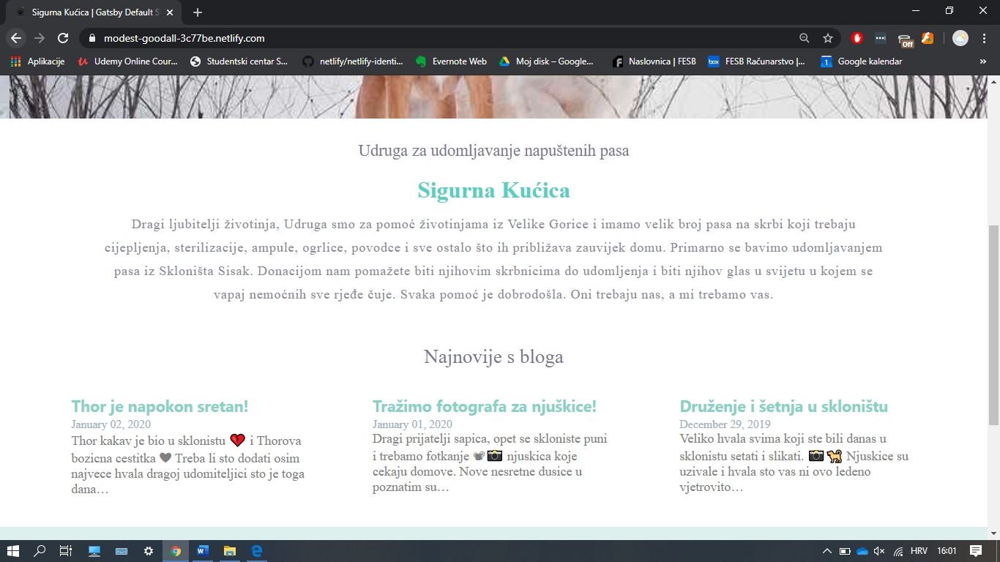 Sigurna Kućica | Gatsby Default S
modest-goodall-3c77be.netlify.com
Off
Aplikacije
Udemy Online Cour...
Studentski centar S...
netlify/netlify-identi...
Evernote Web
Moj disk – Google...
Naslovnica | FESB
box
FESB Računarstvo |...
1
Google kalendar
»
Udruga za udomljavanje napuštenih pasa
Sigurna Kućica
Dragi ljubitelji životinja, Udruga smo za pomoć životinjama iz Velike Gorice i imamo velik broj pasa na skrbi koji trebaju
cijepljenja, sterilizacije, ampule, ogrlice, povodce i sve ostalo što ih približava zauvijek domu. Primarno se bavimo udomljavanjem
pasa iz Skloništa Sisak. Donacijom nam pomažete biti njihovim skrbnicima do udomljenja i biti njihov glas u svijetu u kojem se
vapaj nemoćnih sve rjeđe čuje. Svaka pomoć je dobrodošla. Oni trebaju nas, a mi trebamo vas.
Najnovije s bloga
Thor je napokon sretan!
January 02, 2020
Thor kakav je bio u sklonistu 💔 i Thorova
bozicna cestitka 🖤 Treba li sto dodati osim
najvece hvala dragoj udomiteljici sto je toga
dana…
Tražimo fotografa za njuškice!
January 01, 2020
Dragi prijatelji sapica, opet se skloniste puni
i trebamo fotkanje 📽📷 njuskica koje
cekaju domove. Nove nesretne dusice u
poznatim su…
Druženje i šetnja u skloništu
December 29, 2019
Veliko hvala svima koji ste bili danas u
sklonistu setati i slikati. 📷🐕 Njuskice su
uzivale i hvala sto vas ni ovo ledeno
vjetrovito…
HRV
16:01